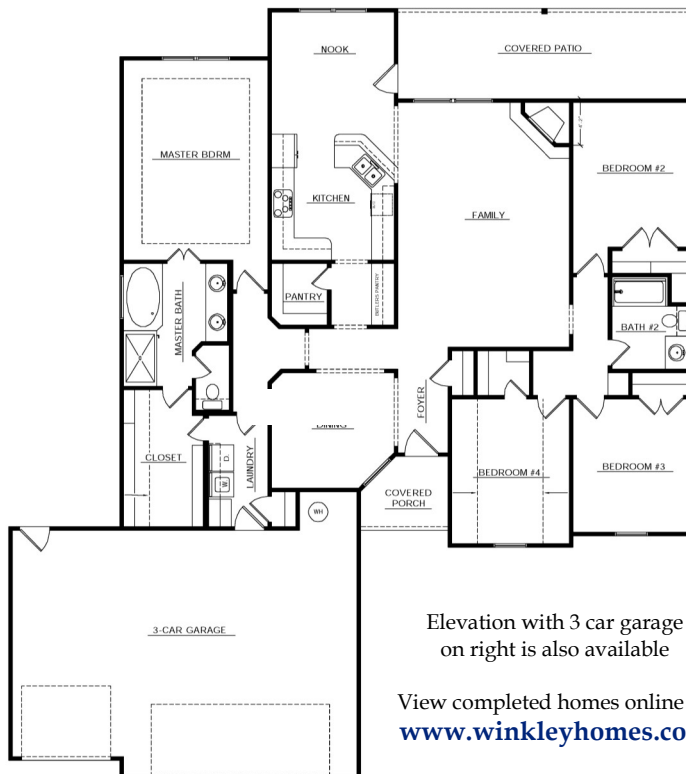 NOOK
COVERED PATIO
MASTER BDRM
BEDROOM #2
KITCHEN
FAMILY
PANTRY
BUTLERS PANTRY
MASTER BATH
BATH #2
FOYER
DINING
CLOSET
D.
W
LAUNDRY
BEDROOM #4
BEDROOM #3
COVERED
PORCH
WH
3-CAR GARAGE
Elevation with 3 car garage
on right is also available
View completed homes online
www.winkleyhomes.co